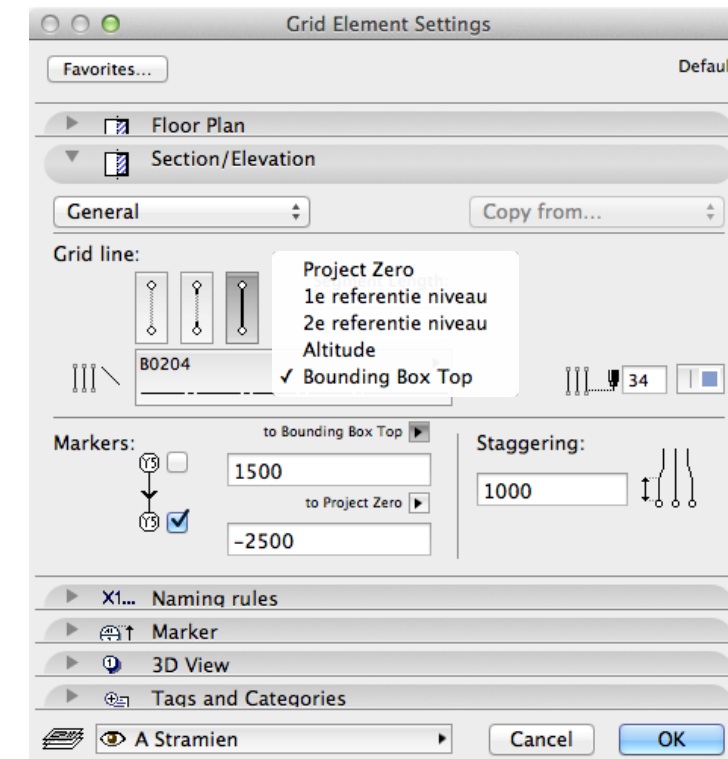 Grid Element Settings
Favorites...
Defaul
Floor Plan
Section/Elevation
General
Copy from...
Grid line:
Project Zero
1e referentie niveau
2e referentie niveau
Altitude
✓ Bounding Box Top
B0204
34
Markers:
to Bounding Box Top
1500
to Project Zero
-2500
Staggering:
1000
X1... Naming rules
Marker
3D View
Tags and Categories
A Stramien
Cancel
OK